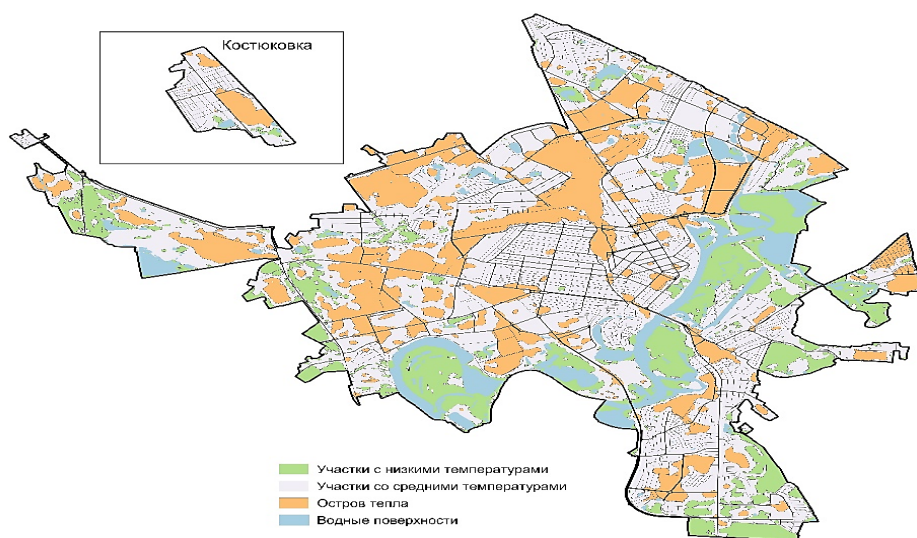 Костюковка
Участки с низкими температурами
Участки со средними температурами
Остров тепла
Водные поверхности